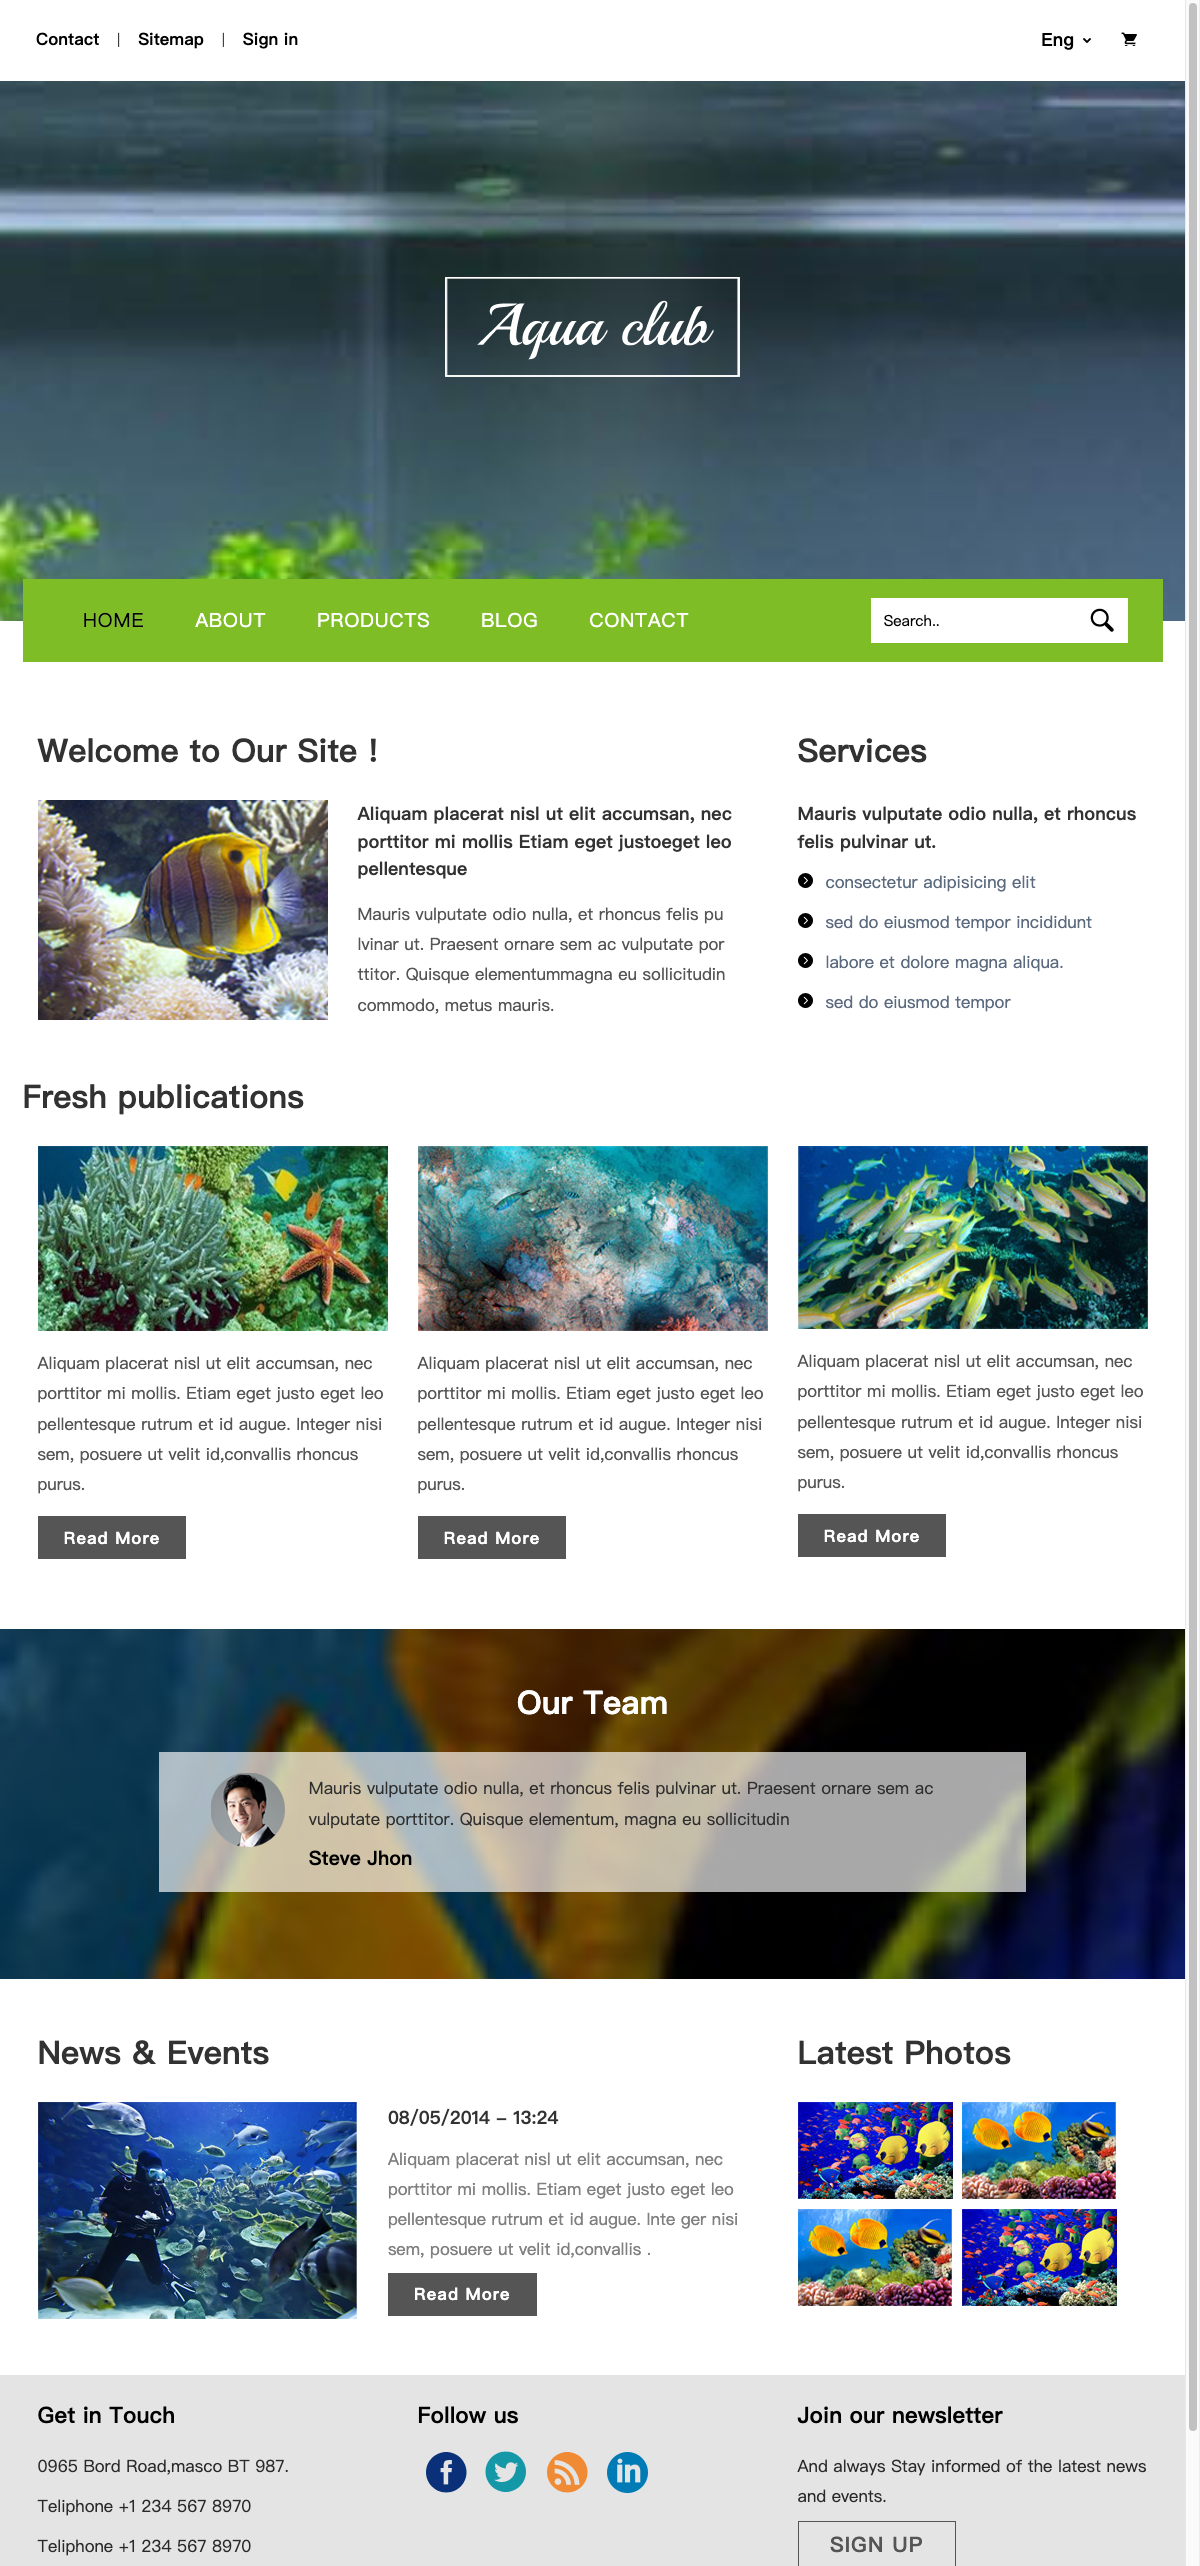 Contact | Sitemap | Sign in
Eng
Aqua club
HOME ABOUT PRODUCTS BLOG CONTACT
Search..
Welcome to Our Site !
Aliquam placerat nisl ut elit accumsan, nec
porttitor mi mollis Etiam eget justoeget leo
pellentesque
Mauris vulputate odio nulla, et rhoncus felis pu
lvinar ut. Praesent ornare sem ac vulputate por
ttitor. Quisque elementummagna eu sollicitudin
commodo, metus mauris.
Services
Mauris vulputate odio nulla, et rhoncus
felis pulvinar ut.
consectetur adipisicing elit
sed do eiusmod tempor incididunt
labore et dolore magna aliqua.
sed do eiusmod tempor
Fresh publications
Aliquam placerat nisl ut elit accumsan, nec
porttitor mi mollis. Etiam eget justo eget leo
pellentesque rutrum et id augue. Integer nisi
sem, posuere ut velit id,convallis rhoncus
purus.
Read More
Aliquam placerat nisl ut elit accumsan, nec
porttitor mi mollis. Etiam eget justo eget leo
pellentesque rutrum et id augue. Integer nisi
sem, posuere ut velit id,convallis rhoncus
purus.
Read More
Aliquam placerat nisl ut elit accumsan, nec
porttitor mi mollis. Etiam eget justo eget leo
pellentesque rutrum et id augue. Integer nisi
sem, posuere ut velit id,convallis rhoncus
purus.
Read More
Our Team
Mauris vulputate odio nulla, et rhoncus felis pulvinar ut. Praesent ornare sem ac
vulputate porttitor. Quisque elementum, magna eu sollicitudin
Steve Jhon
News & Events
08/05/2014 – 13:24
Aliquam placerat nisl ut elit accumsan, nec
porttitor mi mollis. Etiam eget justo eget leo
pellentesque rutrum et id augue. Inte ger nisi
sem, posuere ut velit id,convallis .
Read More
Latest Photos
Get in Touch
0965 Bord Road,masco BT 987.
Teliphone +1 234 567 8970
Teliphone +1 234 567 8970
Follow us
Join our newsletter
And always Stay informed of the latest news
and events.
SIGN UP